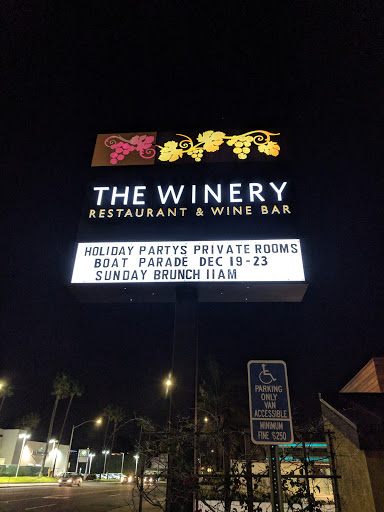 THE WINERY
RESTAURANT & WINE BAR
HOLIDAY PARTYS PRIVATE ROOMS
BOAT PARADE DEC 19-23
SUNDAY BRUNCH 11AM
PARKING
ONLY
VAN
ACCESSIBLE
MINIMUM
FINE $250